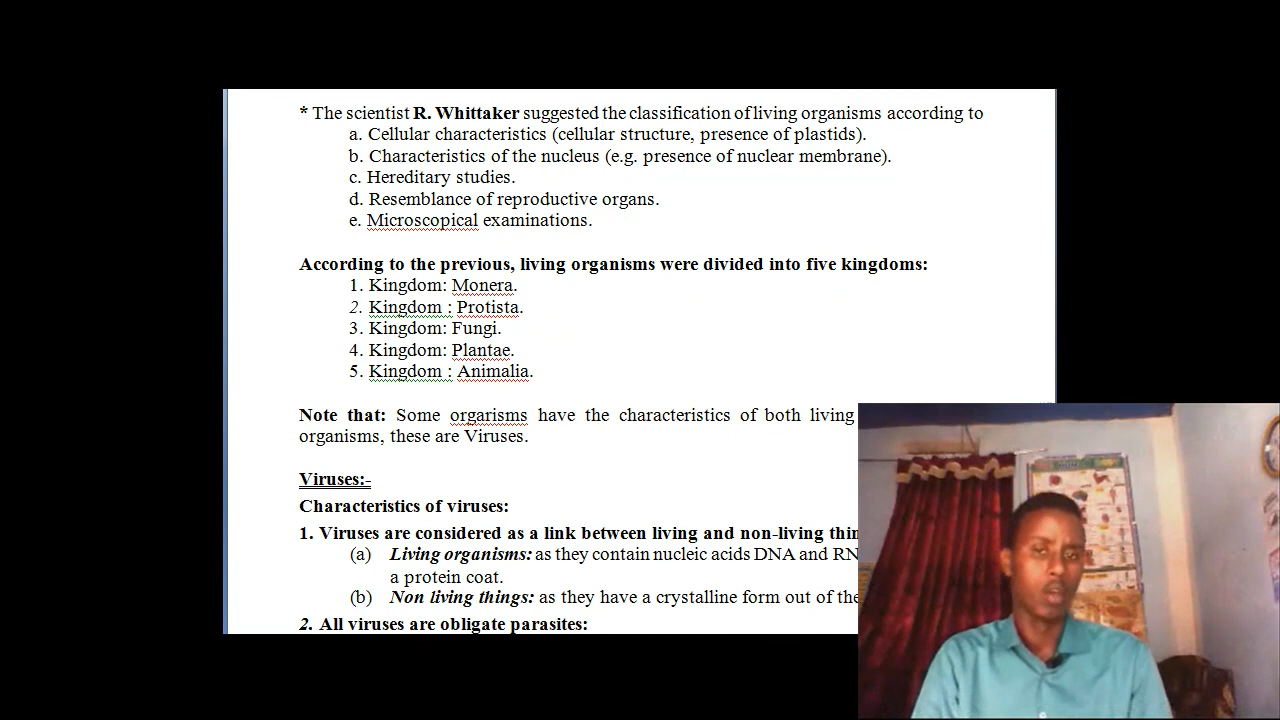 * The scientist R. Whittaker suggested the classification of living organisms according to
a. Cellular characteristics (cellular structure, presence of plastids).
b. Characteristics of the nucleus (e.g. presence of nuclear membrane).
c. Hereditary studies.
d. Resemblance of reproductive organs.
e. Microscopical examinations.
According to the previous, living organisms were divided into five kingdoms:
1. Kingdom: Monera.
2. Kingdom : Protista.
3. Kingdom: Fungi.
4. Kingdom: Plantae.
5. Kingdom : Animalia.
Note that: Some orgarisms have the characteristics of both living
organisms, these are Viruses.
Viruses:-
Characteristics of viruses:
1. Viruses are considered as a link between living and non-living thin
(a) Living organisms: as they contain nucleic acids DNA and RN
a protein coat.
(b) Non living things: as they have a crystalline form out of the
2. All viruses are obligate parasites: